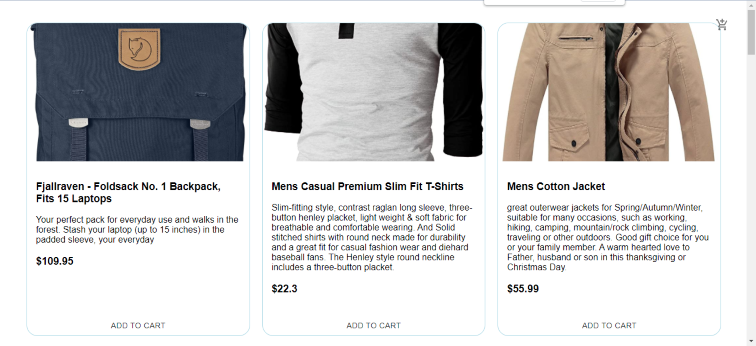 Fjallraven - Foldsack No. 1 Backpack,
Fits 15 Laptops
Your perfect pack for everyday use and walks in the
forest. Stash your laptop (up to 15 inches) in the
padded sleeve, your everyday
$109.95
ADD TO CART
Mens Casual Premium Slim Fit T-Shirts
Slim-fitting style, contrast raglan long sleeve, three-
button henley placket, light weight & soft fabric for
breathable and comfortable wearing. And Solid
stitched shirts with round neck made for durability
and a great fit for casual fashion wear and diehard
baseball fans. The Henley style round neckline
includes a three-button placket.
$22.3
ADD TO CART
Mens Cotton Jacket
great outerwear jackets for Spring/Autumn/Winter,
suitable for many occasions, such as working,
hiking, camping, mountain/rock climbing, cycling,
traveling or other outdoors. Good gift choice for you
or your family member. A warm hearted love to
Father, husband or son in this thanksgiving or
Christmas Day.
$55.99
ADD TO CART